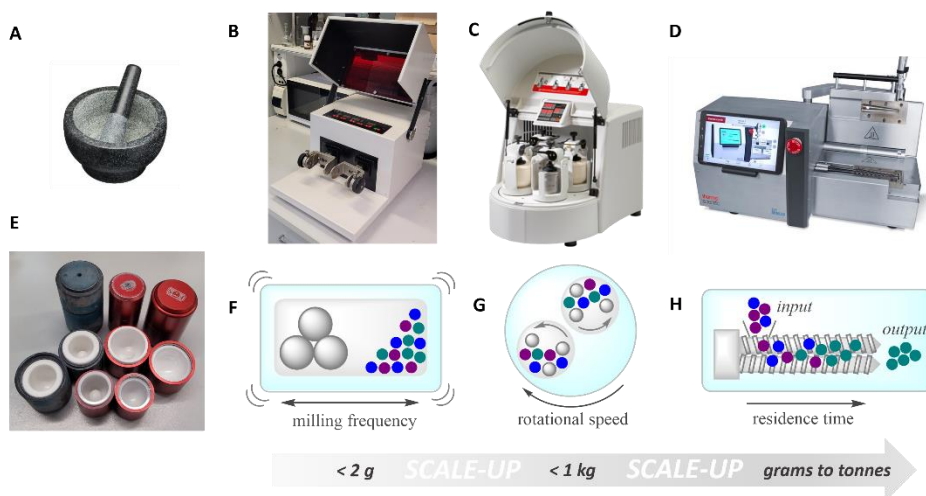 A
B
C
D
E
F
G
H
input
output
milling frequency
rotational speed
residence time
< 2 g
SCALE-UP
< 1 kg
SCALE-UP
grams to tonnes